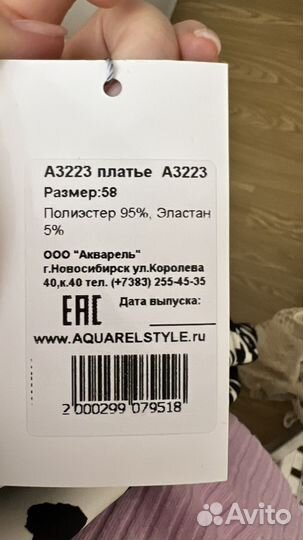 А3223 платье А3223
Размер:58
Полиэстер 95%, Эластан
5%
ООО "Акварель"
г.Новосибирск ул.Королева
40,к.40 тел. (+7383) 255-45-35
EAC Дата выпуска:
www.AQUARELSTYLE.ru
2 000299 079518
Avito